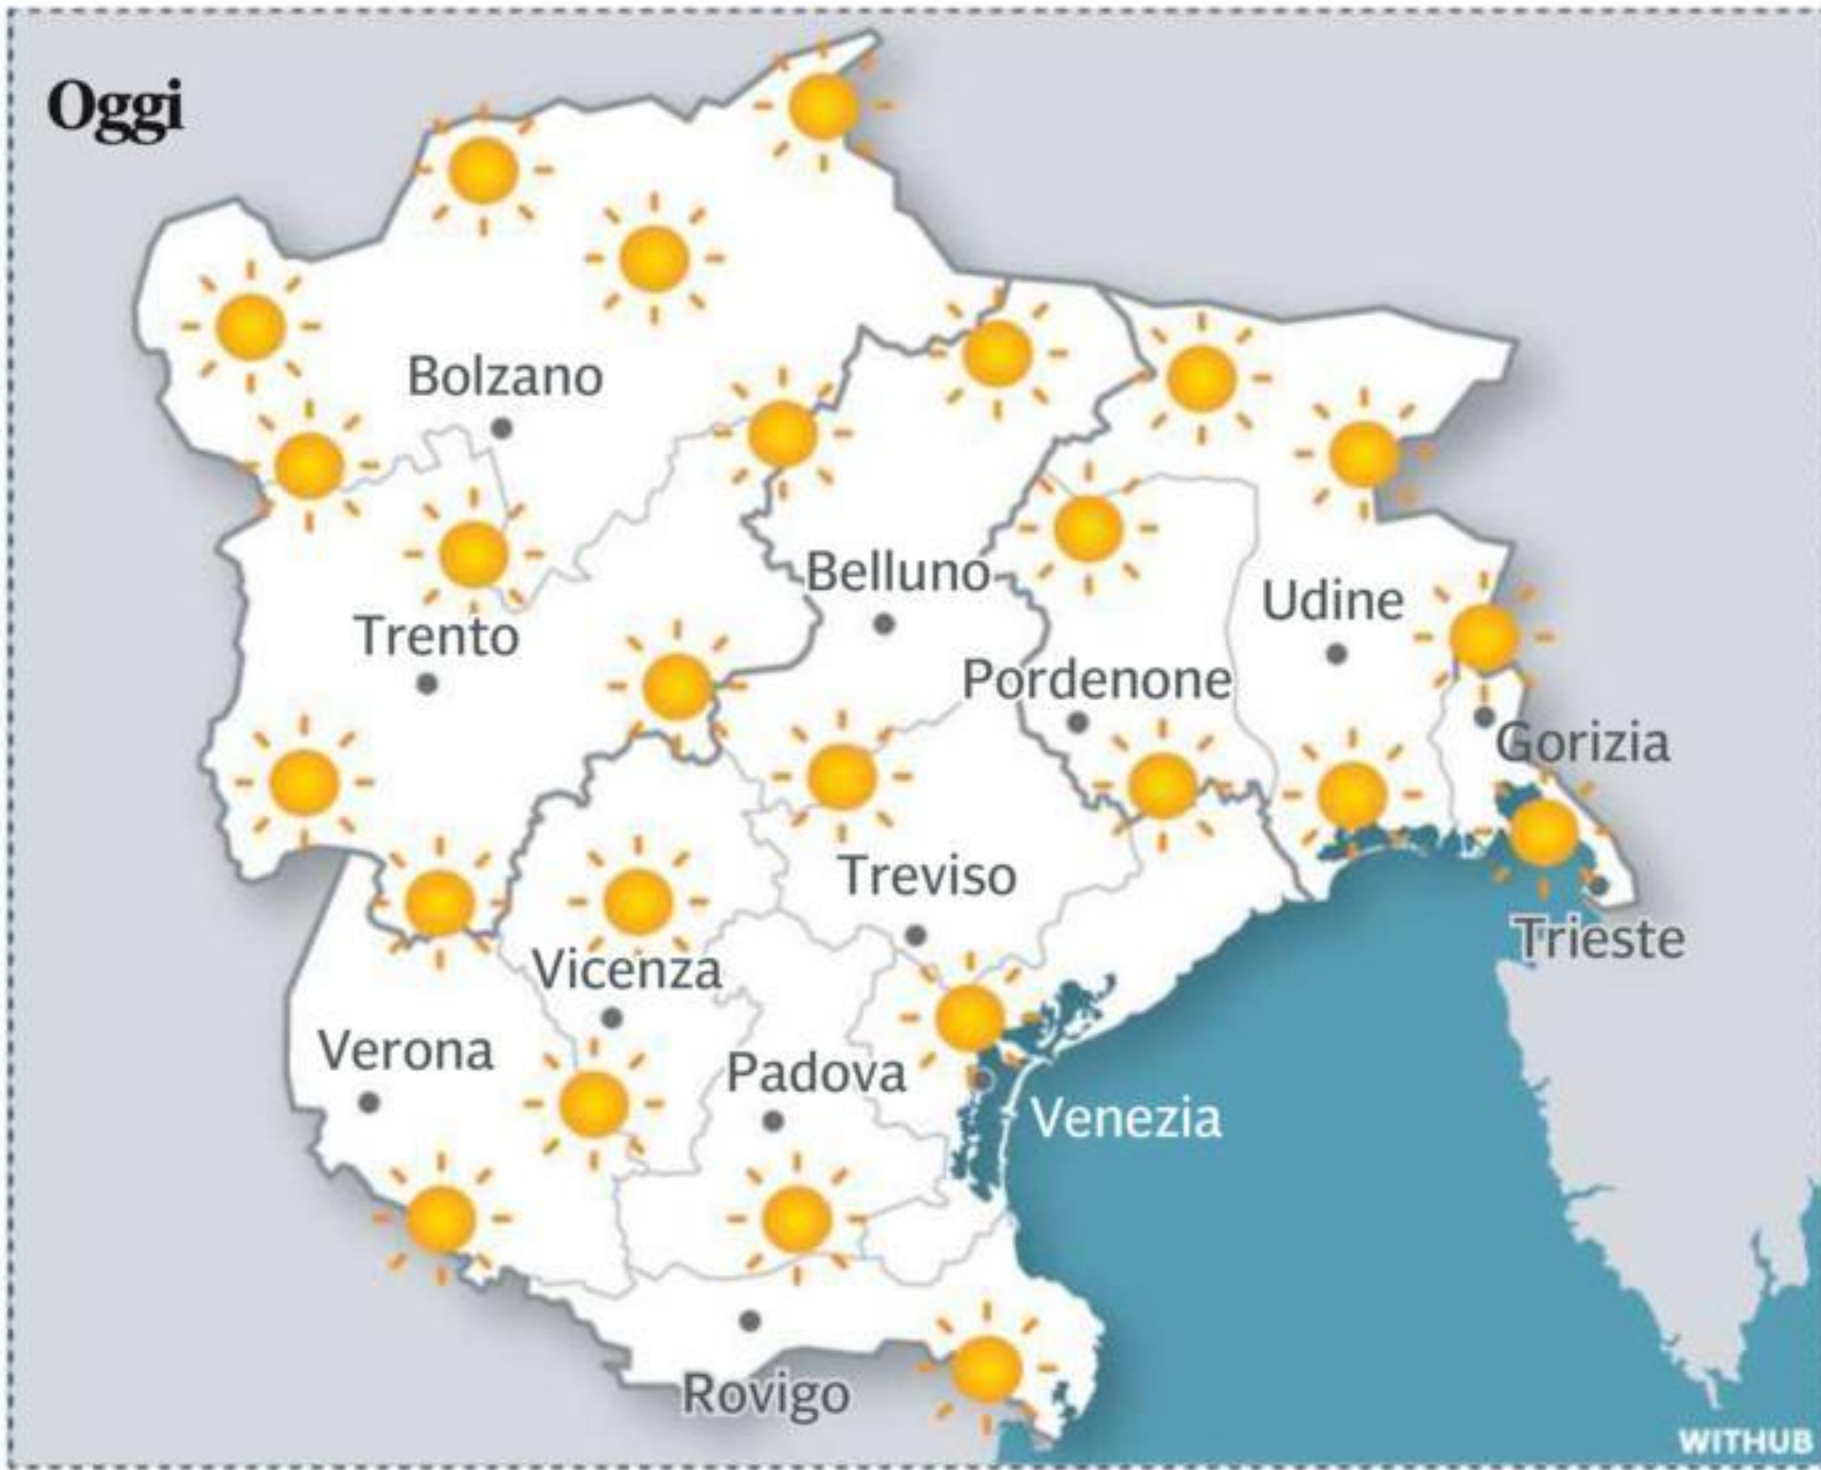 Oggi
Bolzano
Belluno
Udine
Trento
Pordenone
Gorizia
Treviso
Trieste
Vicenza
Verona
Padova
Venezia
Rovigo
WITHUB